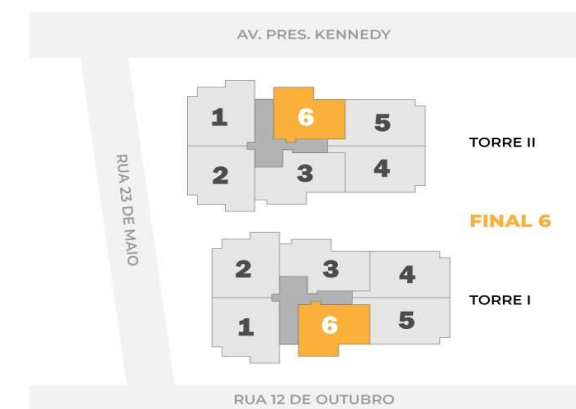 AV. PRES. KENNEDY
RUA 23 DE MAIO
1
6
5
TORRE II
2
3
4
FINAL 6
2
3
4
TORRE I
1
6
5
RUA 12 DE OUTUBRO